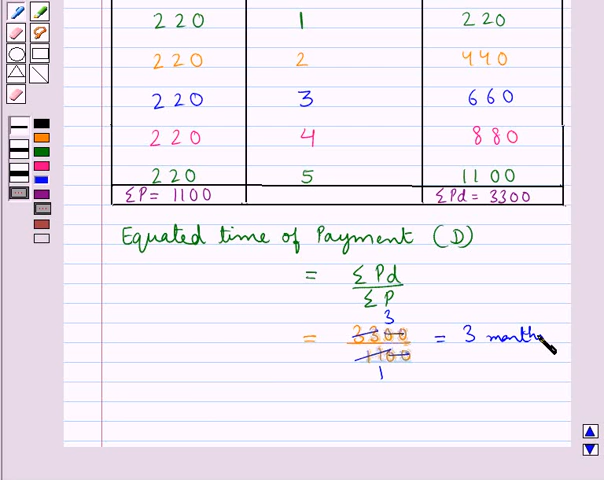 220 1 220
220 2 440
220 3 660
220 4 880
220 5 1100
ΣP = 1100 ΣPd = 3300
Equated time of Payment (D)
= ΣPd
ΣP
3
= 3300 = 3 months
1100
1